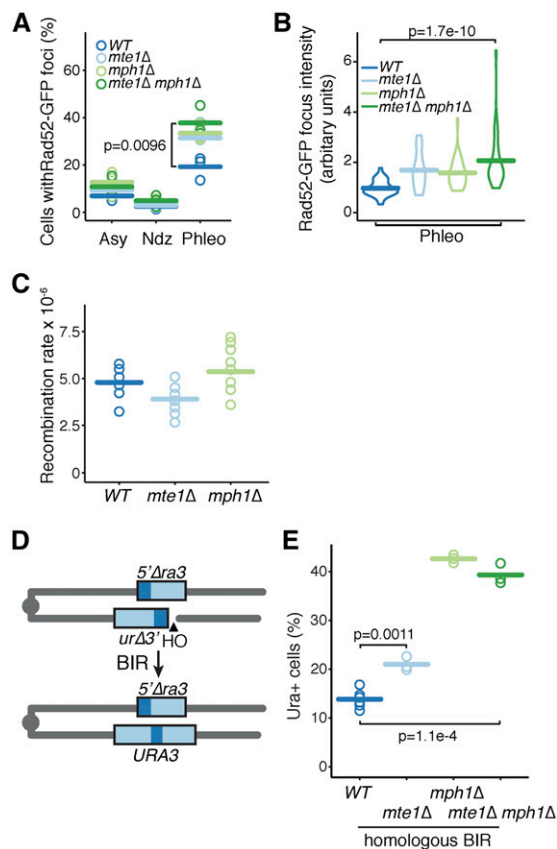 A
Cells withRad52-GFP foci (%)
60
40
20
0
WT
mte1Δ
mph1Δ
mte1Δ mph1Δ
p=0.0096
Asy Ndz Phleo
B
Rad52-GFP focus intensity
(arbitary units)
6
4
2
0
p=1.7e-10
WT
mte1Δ
mph1Δ
mte1Δ mph1Δ
Phleo
C
Recombination rate x 10-6
7.5
5.0
2.5
0
WT mte1Δ mph1Δ
D
5'Δra3
urΔ3' HO
BIR
5'Δra3
URA3
E
Ura+ cells (%)
40
30
20
10
0
p=0.0011
p=1.1e-4
WT mph1Δ
mte1Δ mte1Δ mph1Δ
homologous BIR